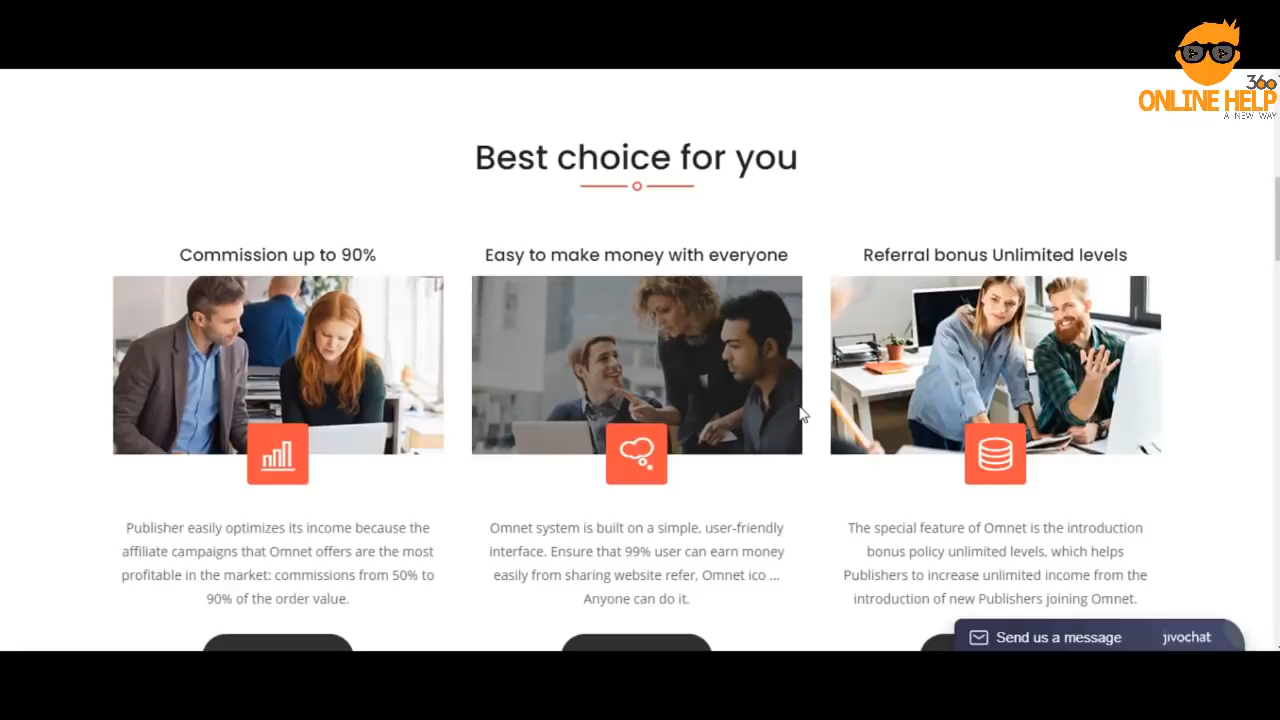 360°
ONLINE HELP
A NEW WAY
Best choice for you
Commission up to 90%
Publisher easily optimizes its income because the
affiliate campaigns that Omnet offers are the most
profitable in the market: commissions from 50% to
90% of the order value.
Easy to make money with everyone
Omnet system is built on a simple, user-friendly
interface. Ensure that 99% user can earn money
easily from sharing website refer, Omnet ico ...
Anyone can do it.
Referral bonus Unlimited levels
The special feature of Omnet is the introduction
bonus policy unlimited levels, which helps
Publishers to increase unlimited income from the
introduction of new Publishers joining Omnet.
Send us a message jivochat